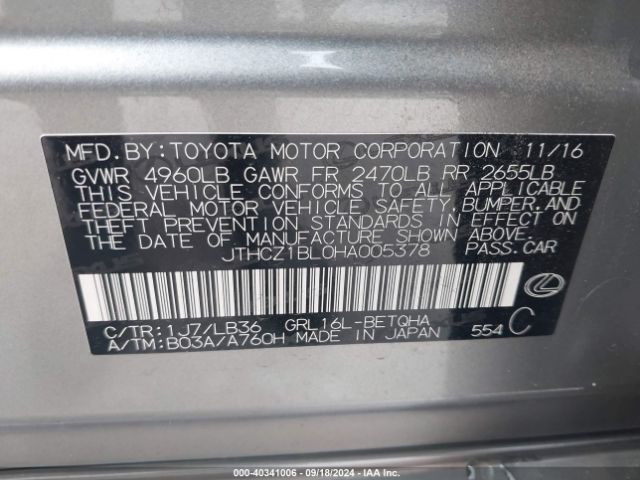 MFD. BY: TOYOTA MOTOR CORPORATION 11/16
GVWR 4960LB GAWR FR 2470LB RR 2655LB
THIS VEHICLE CONFORMS TO ALL APPLICABLE
FEDERAL MOTOR VEHICLE SAFETY, BUMPER, AND
THEFT PREVENTION STANDARDS IN EFFECT ON
THE DATE OF MANUFACTURE SHOWN ABOVE.
JTHCZ1BL0HA005378 PASS. CAR
C/TR: 1J7/LB36 GRL16L-BETQHA
A/TM: B03A/A760H MADE IN JAPAN 554 C
000-40341006 - 09/18/2024 - IAA Inc.